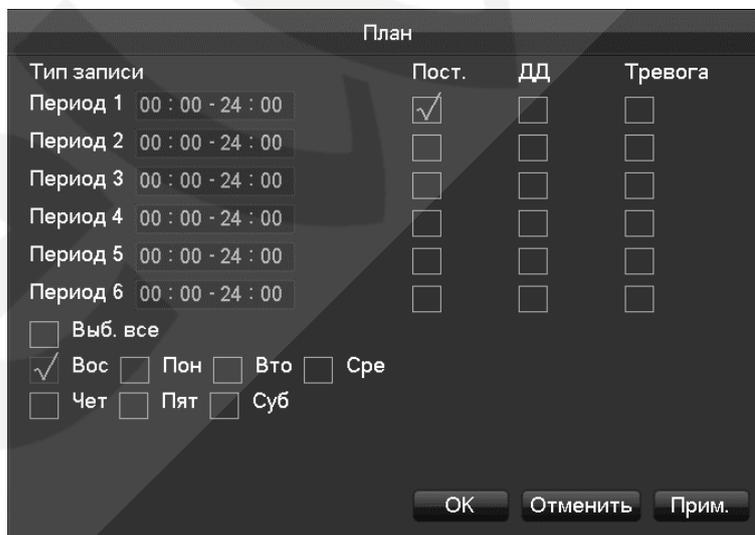 План
Тип записи Пост. ДД Тревога
Период 1 00 : 00 - 24 : 00
Период 2 00 : 00 - 24 : 00
Период 3 00 : 00 - 24 : 00
Период 4 00 : 00 - 24 : 00
Период 5 00 : 00 - 24 : 00
Период 6 00 : 00 - 24 : 00
Выб. все
Вос Пон Вто Сре
Чет Пят Суб
OK Отменить Прим.